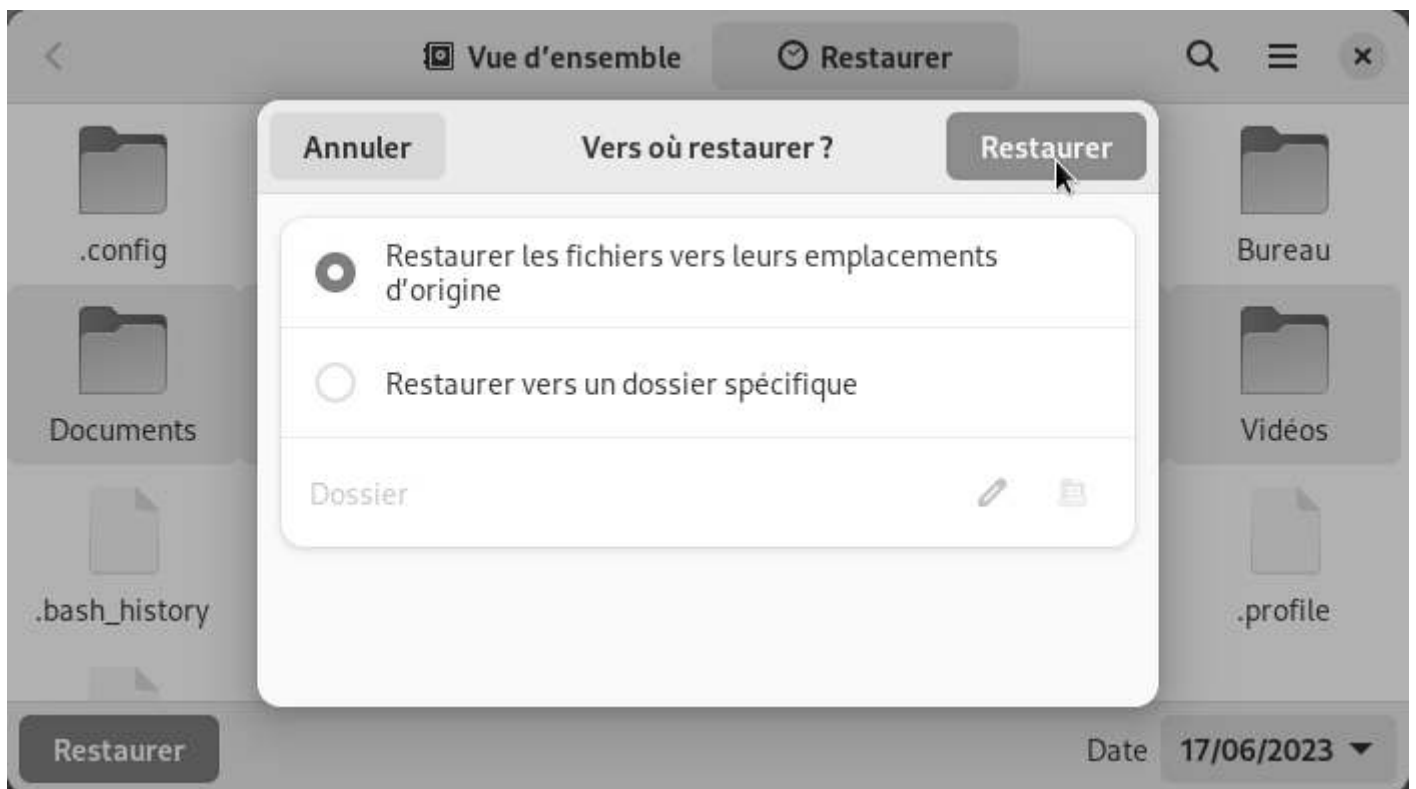 Vue d'ensemble
Restaurer
Annuler
Vers où restaurer ?
Restaurer
.config
Restaurer les fichiers vers leurs emplacements
d'origine
Bureau
Restaurer vers un dossier spécifique
Documents
Vidéos
Dossier
.bash_history
.profile
Restaurer
Date
17/06/2023